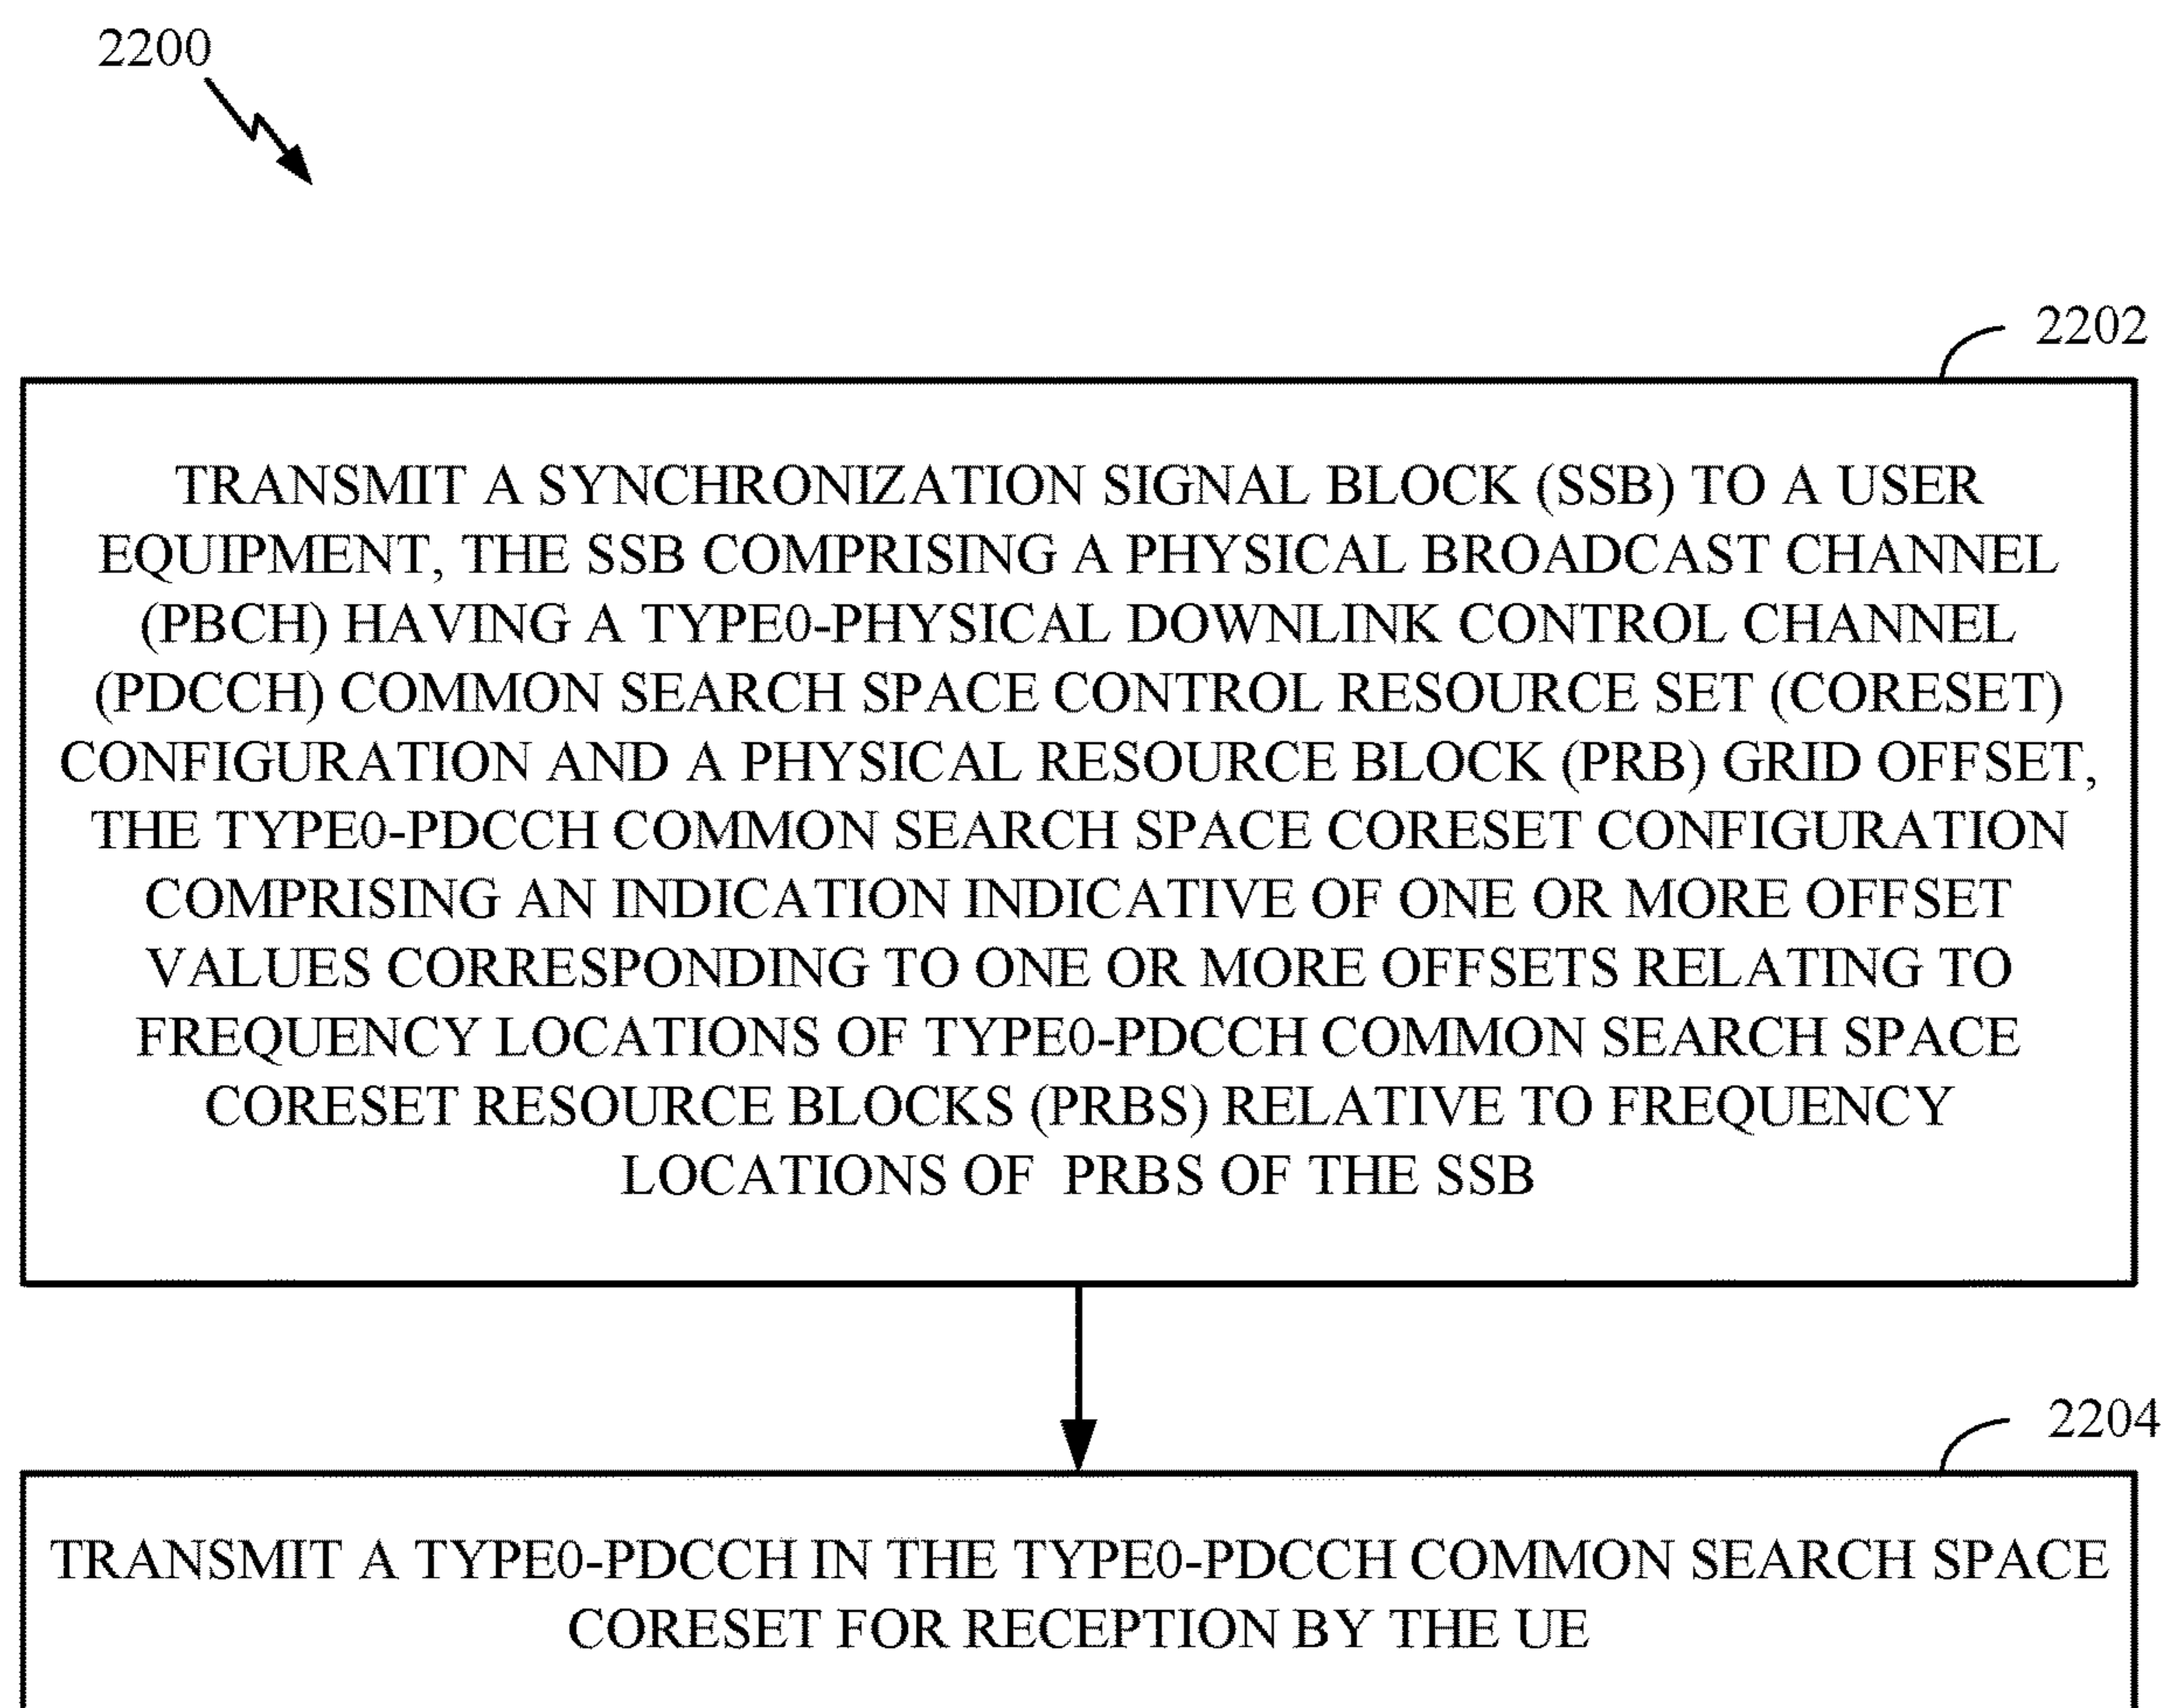 2200
2202
TRANSMIT A SYNCHRONIZATION SIGNAL BLOCK (SSB) TO A USER
EQUIPMENT, THE SSB COMPRISING A PHYSICAL BROADCAST CHANNEL
(PBCH) HAVING A TYPE0-PHYSICAL DOWNLINK CONTROL CHANNEL
(PDCCH) COMMON SEARCH SPACE CONTROL RESOURCE SET (CORESET)
CONFIGURATION AND A PHYSICAL RESOURCE BLOCK (PRB) GRID OFFSET,
THE TYPE0-PDCCH COMMON SEARCH SPACE CORESET CONFIGURATION
COMPRISING AN INDICATION INDICATIVE OF ONE OR MORE OFFSET
VALUES CORRESPONDING TO ONE OR MORE OFFSETS RELATING TO
FREQUENCY LOCATIONS OF TYPE0-PDCCH COMMON SEARCH SPACE
CORESET RESOURCE BLOCKS (PRBS) RELATIVE TO FREQUENCY
LOCATIONS OF PRBS OF THE SSB
2204
TRANSMIT A TYPE0-PDCCH IN THE TYPE0-PDCCH COMMON SEARCH SPACE
CORESET FOR RECEPTION BY THE UE